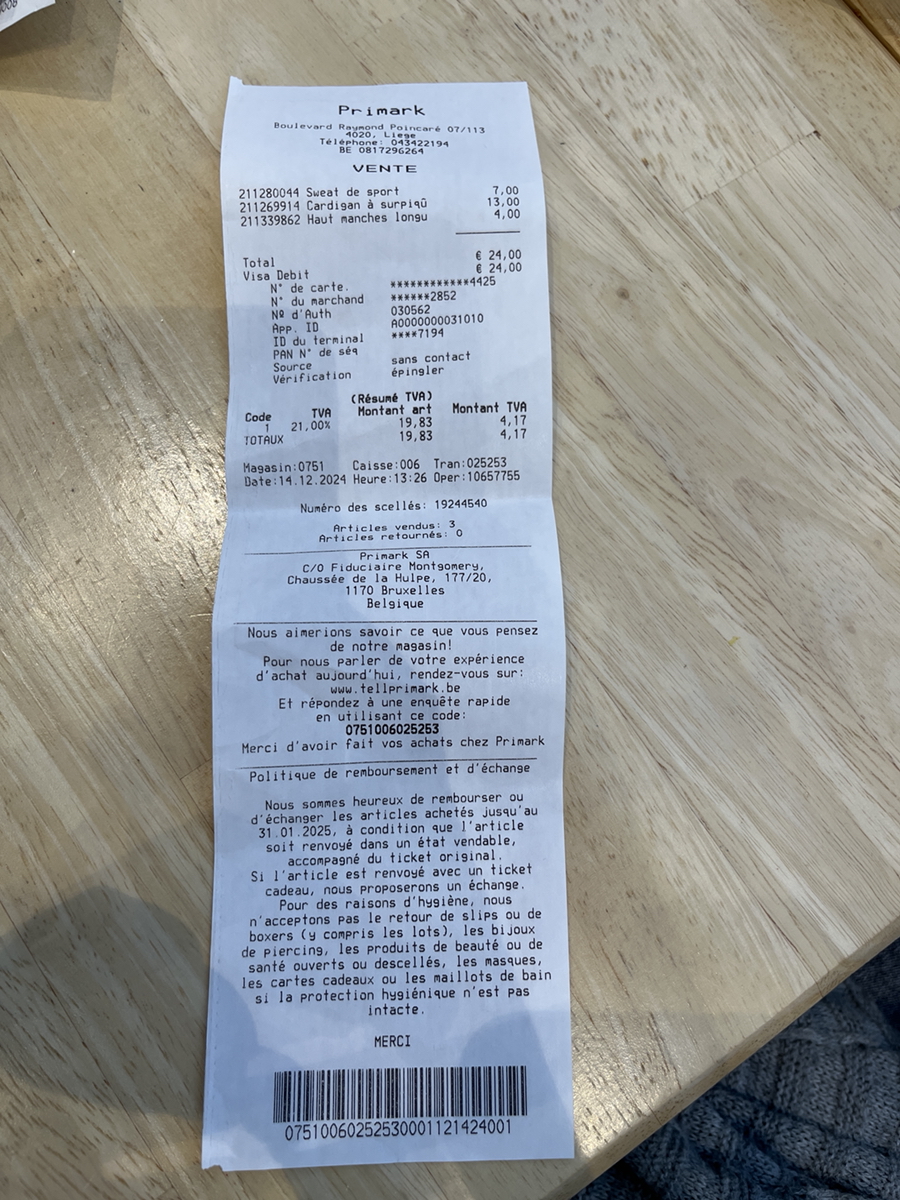 Primark
Boulevard Raymond Poincaré 07/113
4020, Liege
Téléphone: 043422194
BE 0817296264
VENTE
211280044 Sweat de sport 7,00
211269914 Cardigan à surpiqû 13,00
211339862 Haut manches longu 4,00
Total € 24,00
Visa Debit € 24,00
N° de carte. ************4425
N° du marchand ******2852
Nº d'Auth 030562
App. ID A0000000031010
ID du terminal ****7194
PAN N° de séq
Source sans contact
Vérification épingler
(Résumé TVA)
Code TVA Montant art Montant TVA
1 21,00% 19,83 4,17
TOTAUX 19,83 4,17
Magasin:0751 Caisse:006 Tran:025253
Date:14.12.2024 Heure:13:26 Oper:10657755
Numéro des scellés: 19244540
Articles vendus: 3
Articles retournés: 0
Primark SA
C/O Fiduciaire Montgomery,
Chaussée de la Hulpe, 177/20,
1170 Bruxelles
Belgique
Nous aimerions savoir ce que vous pensez
de notre magasin!
Pour nous parler de votre expérience
d'achat aujourd'hui, rendez-vous sur:
www.tellprimark.be
Et répondez à une enquête rapide
en utilisant ce code:
0751006025253
Merci d'avoir fait vos achats chez Primark
Politique de remboursement et d'échange
Nous sommes heureux de rembourser ou
d'échanger les articles achetés jusqu'au
31.01.2025, à condition que l'article
soit renvoyé dans un état vendable,
accompagné du ticket original.
Si l'article est renvoyé avec un ticket
cadeau, nous proposerons un échange.
Pour des raisons d'hygiène, nous
n'acceptons pas le retour de slips ou de
boxers (y compris les lots), les bijoux
de piercing, les produits de beauté ou de
santé ouverts ou descellés, les masques,
les cartes cadeaux ou les maillots de bain
si la protection hygiénique n'est pas
intacte.
MERCI
07510060252530001121424001